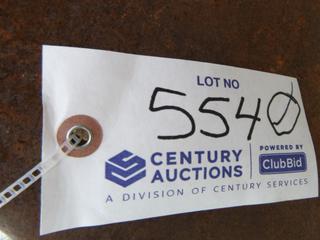 LOT NO
5540
CENTURY AUCTIONS
POWERED BY
ClubBid
A DIVISION OF CENTURY SERVICES